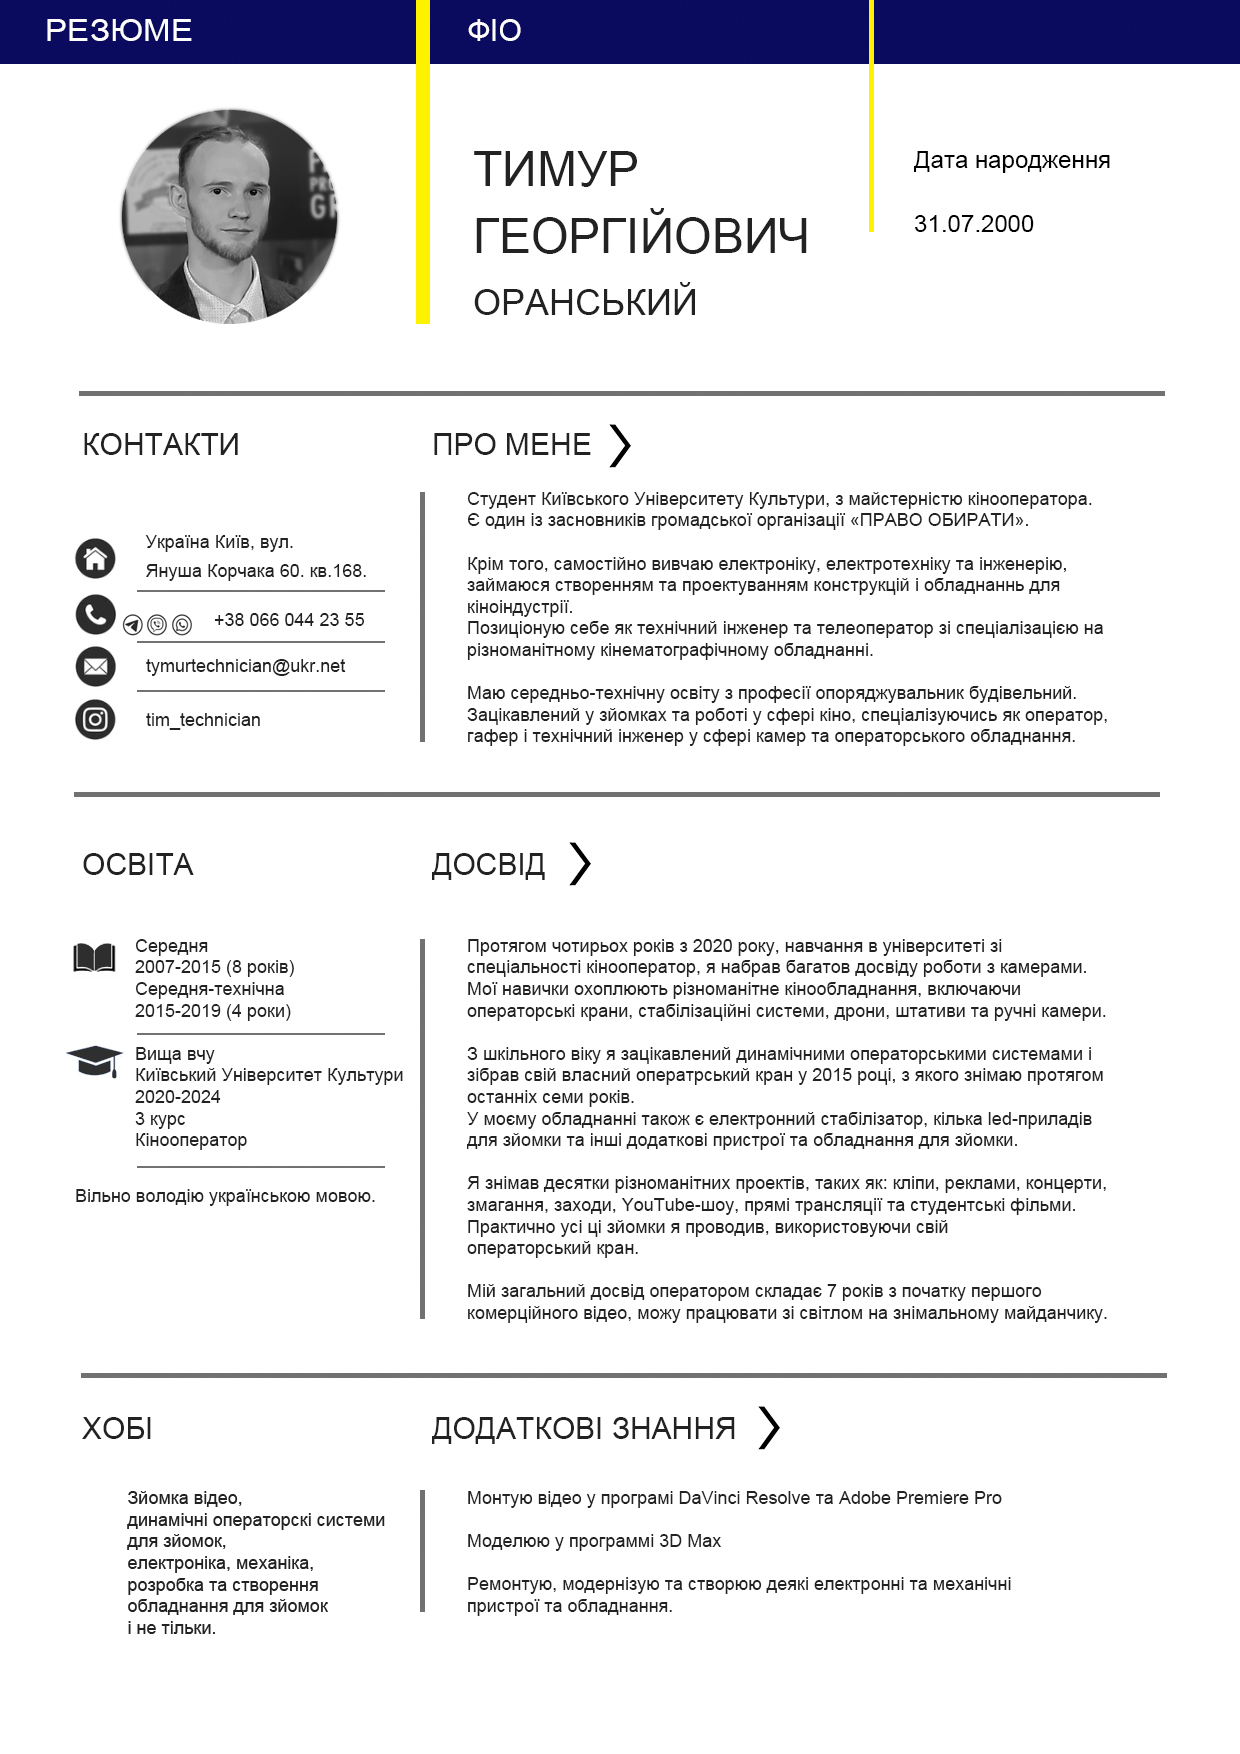 РЕЗЮМЕ
ФІО
ТИМУР
ГЕОРГІЙОВИЧ
ОРАНСЬКИЙ
Дата народження
31.07.2000
КОНТАКТИ
Україна Київ, вул.
Януша Корчака 60. кв.168.
+38 066 044 23 55
tymurtechnician@ukr.net
tim_technician
ПРО МЕНЕ
Студент Київського Університету Культури, з майстерністю кінооператора.
Є один із засновників громадської організації «ПРАВО ОБИРАТИ».
Крім того, самостійно вивчаю електроніку, електротехніку та інженерію,
займаюся створенням та проектуванням конструкцій і обладнаннь для
кіноіндустрії.
Позиціоную себе як технічний інженер та телеоператор зі спеціалізацією на
різноманітному кінематографічному обладнанні.
Маю середньо-технічну освіту з професії опоряджувальник будівельний.
Зацікавлений у зйомках та роботі у сфері кіно, спеціалізуючись як оператор,
гафер і технічний інженер у сфері камер та операторського обладнання.
ОСВІТА
Середня
2007-2015 (8 років)
Середня-технічна
2015-2019 (4 роки)
Вища вчу
Київський Університет Культури
2020-2024
3 курс
Кінооператор
Вільно володію українською мовою.
ДОСВІД
Протягом чотирьох років з 2020 року, навчання в університеті зі
спеціальності кінооператор, я набрав багатов досвіду роботи з камерами.
Мої навички охоплюють різноманітне кінообладнання, включаючи
операторські крани, стабілізаційні системи, дрони, штативи та ручні камери.
З шкільного віку я зацікавлений динамічними операторськими системами і
зібрав свій власний оператрський кран у 2015 році, з якого знімаю протягом
останніх семи років.
У моєму обладнанні також є електронний стабілізатор, кілька led-приладів
для зйомки та інші додаткові пристрої та обладнання для зйомки.
Я знімав десятки різноманітних проектів, таких як: кліпи, реклами, концерти,
змагання, заходи, YouTube-шоу, прямі трансляції та студентські фільми.
Практично усі ці зйомки я проводив, використовуючи свій
операторський кран.
Мій загальний досвід оператором складає 7 років з початку першого
комерційного відео, можу працювати зі світлом на знімальному майданчику.
ХОБІ
Зйомка відео,
динамічні операторскі системи
для зйомок,
електроніка, механіка,
розробка та створення
обладнання для зйомок
і не тільки.
ДОДАТКОВІ ЗНАННЯ
Монтую відео у програмі DaVinci Resolve та Adobe Premiere Pro
Моделюю у программі 3D Max
Ремонтую, модернізую та створюю деякі електронні та механічні
пристрої та обладнання.